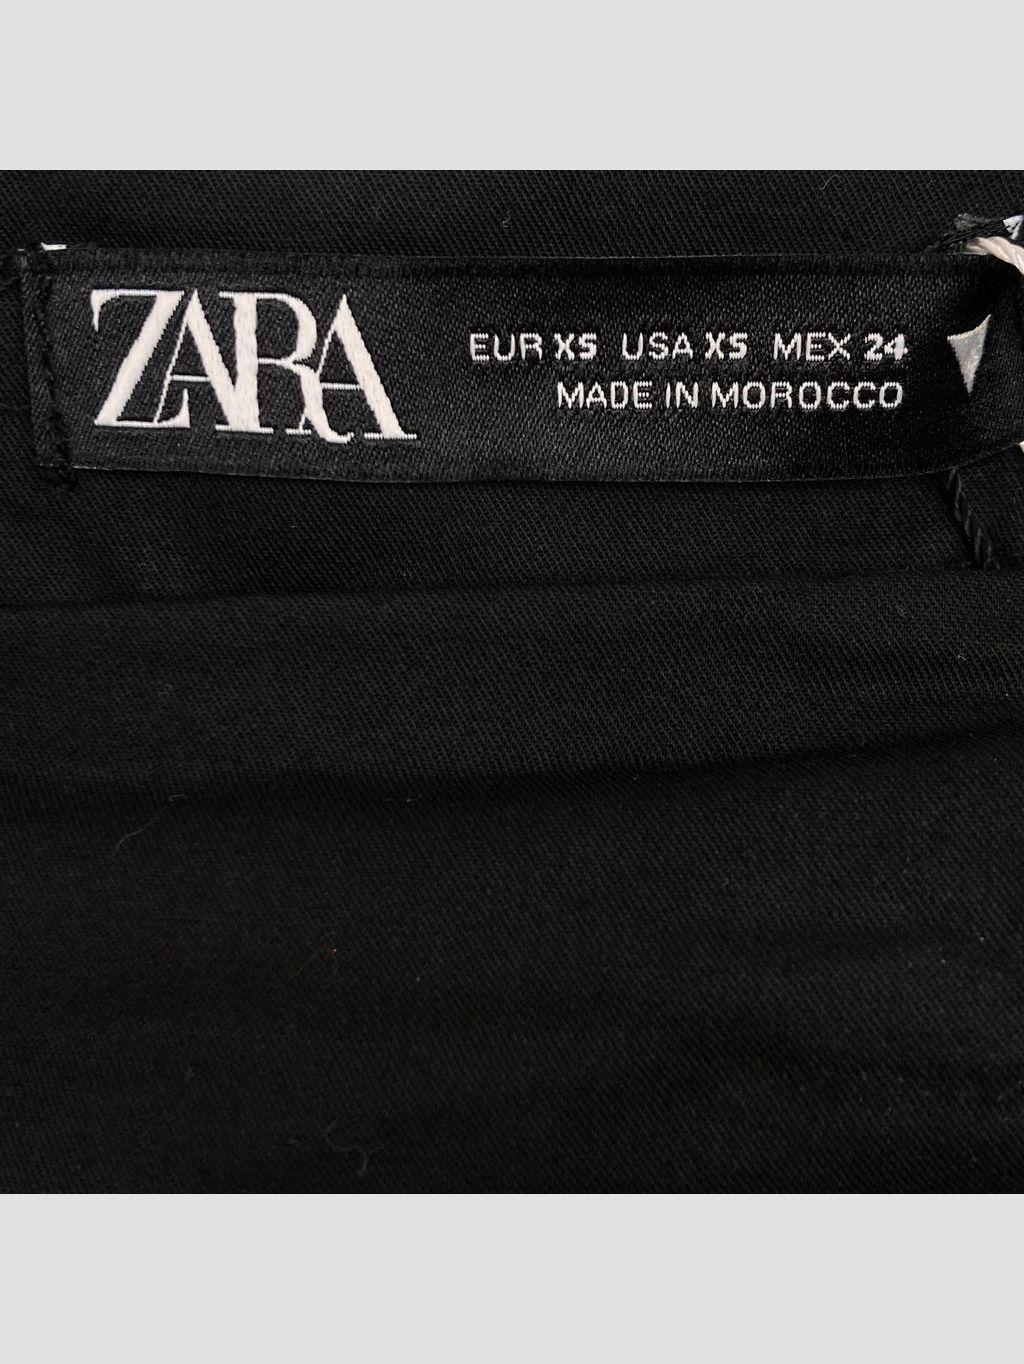 ZARA
EUR XS USA XS MEX 24
MADE IN MOROCCO